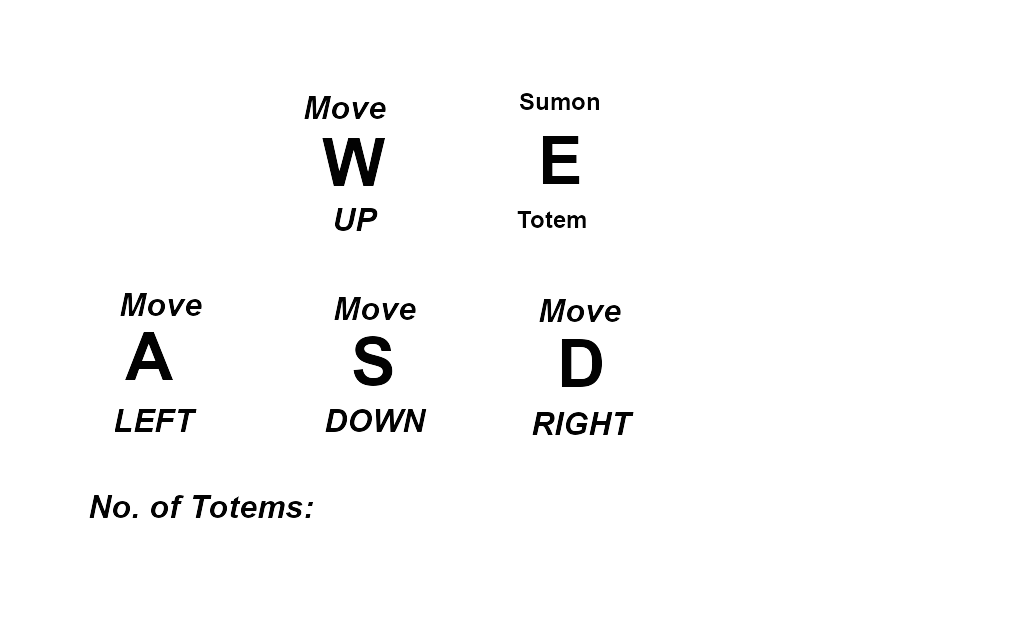 Move
W
UP
Sumon
E
Totem
Move
A
LEFT
Move
S
DOWN
Move
D
RIGHT
No. of Totems: